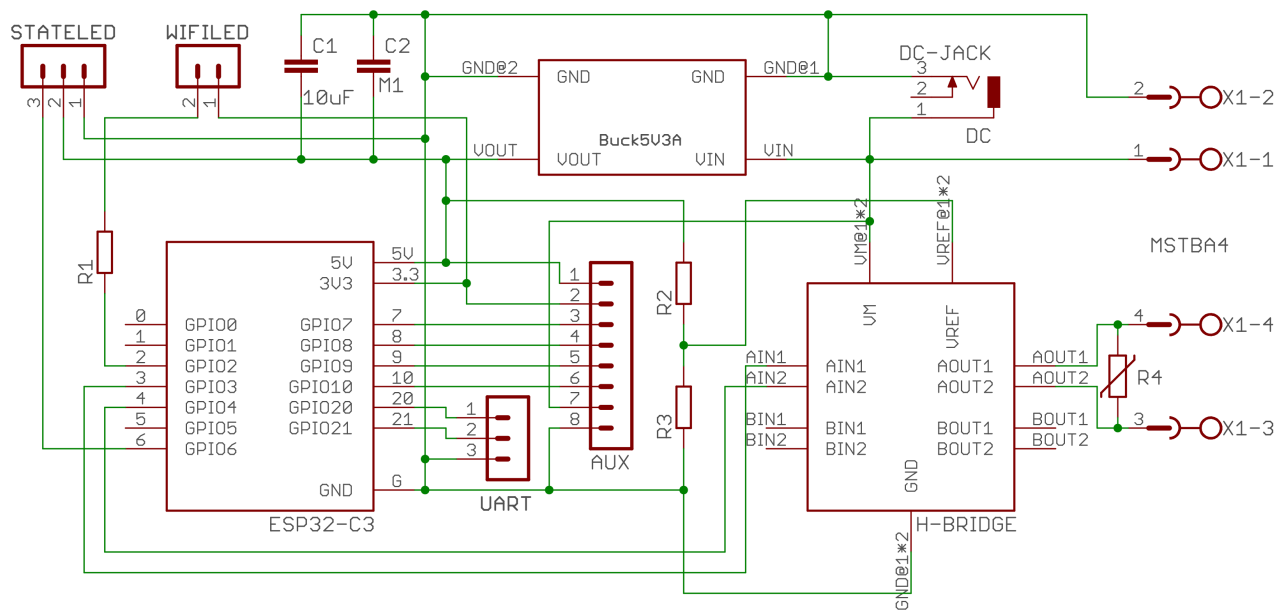 STATELED
WIFILED
C1
10uF
C2
M1
GND@2
GND
GND
GND@1
Buck5V3A
VOUT
VOUT
VIN
VIN
DC-JACK
3
2
1
DC
2
X1-2
1
X1-1
MSTBA4
3
2
1
2
1
R1
5V
5V
3V3
3.3
0
GPIO0
1
GPIO1
2
GPIO2
3
GPIO3
4
GPIO4
5
GPIO5
6
GPIO6
GPIO7
7
GPIO8
8
GPIO9
9
GPIO10
10
GPIO20
20
GPIO21
21
GND
G
ESP32-C3
1
2
3
UART
1
2
3
4
5
6
7
8
AUX
R2
R3
VM@1*2
VREF@1*2
VM
VREF
AIN1
AIN1
AIN2
AIN2
BIN1
BIN1
BIN2
BIN2
AOUT1
AOUT1
AOUT2
AOUT2
BOUT1
BOUT1
BOUT2
BOUT2
GND
GND@1*2
H-BRIDGE
R4
4
X1-4
3
X1-3